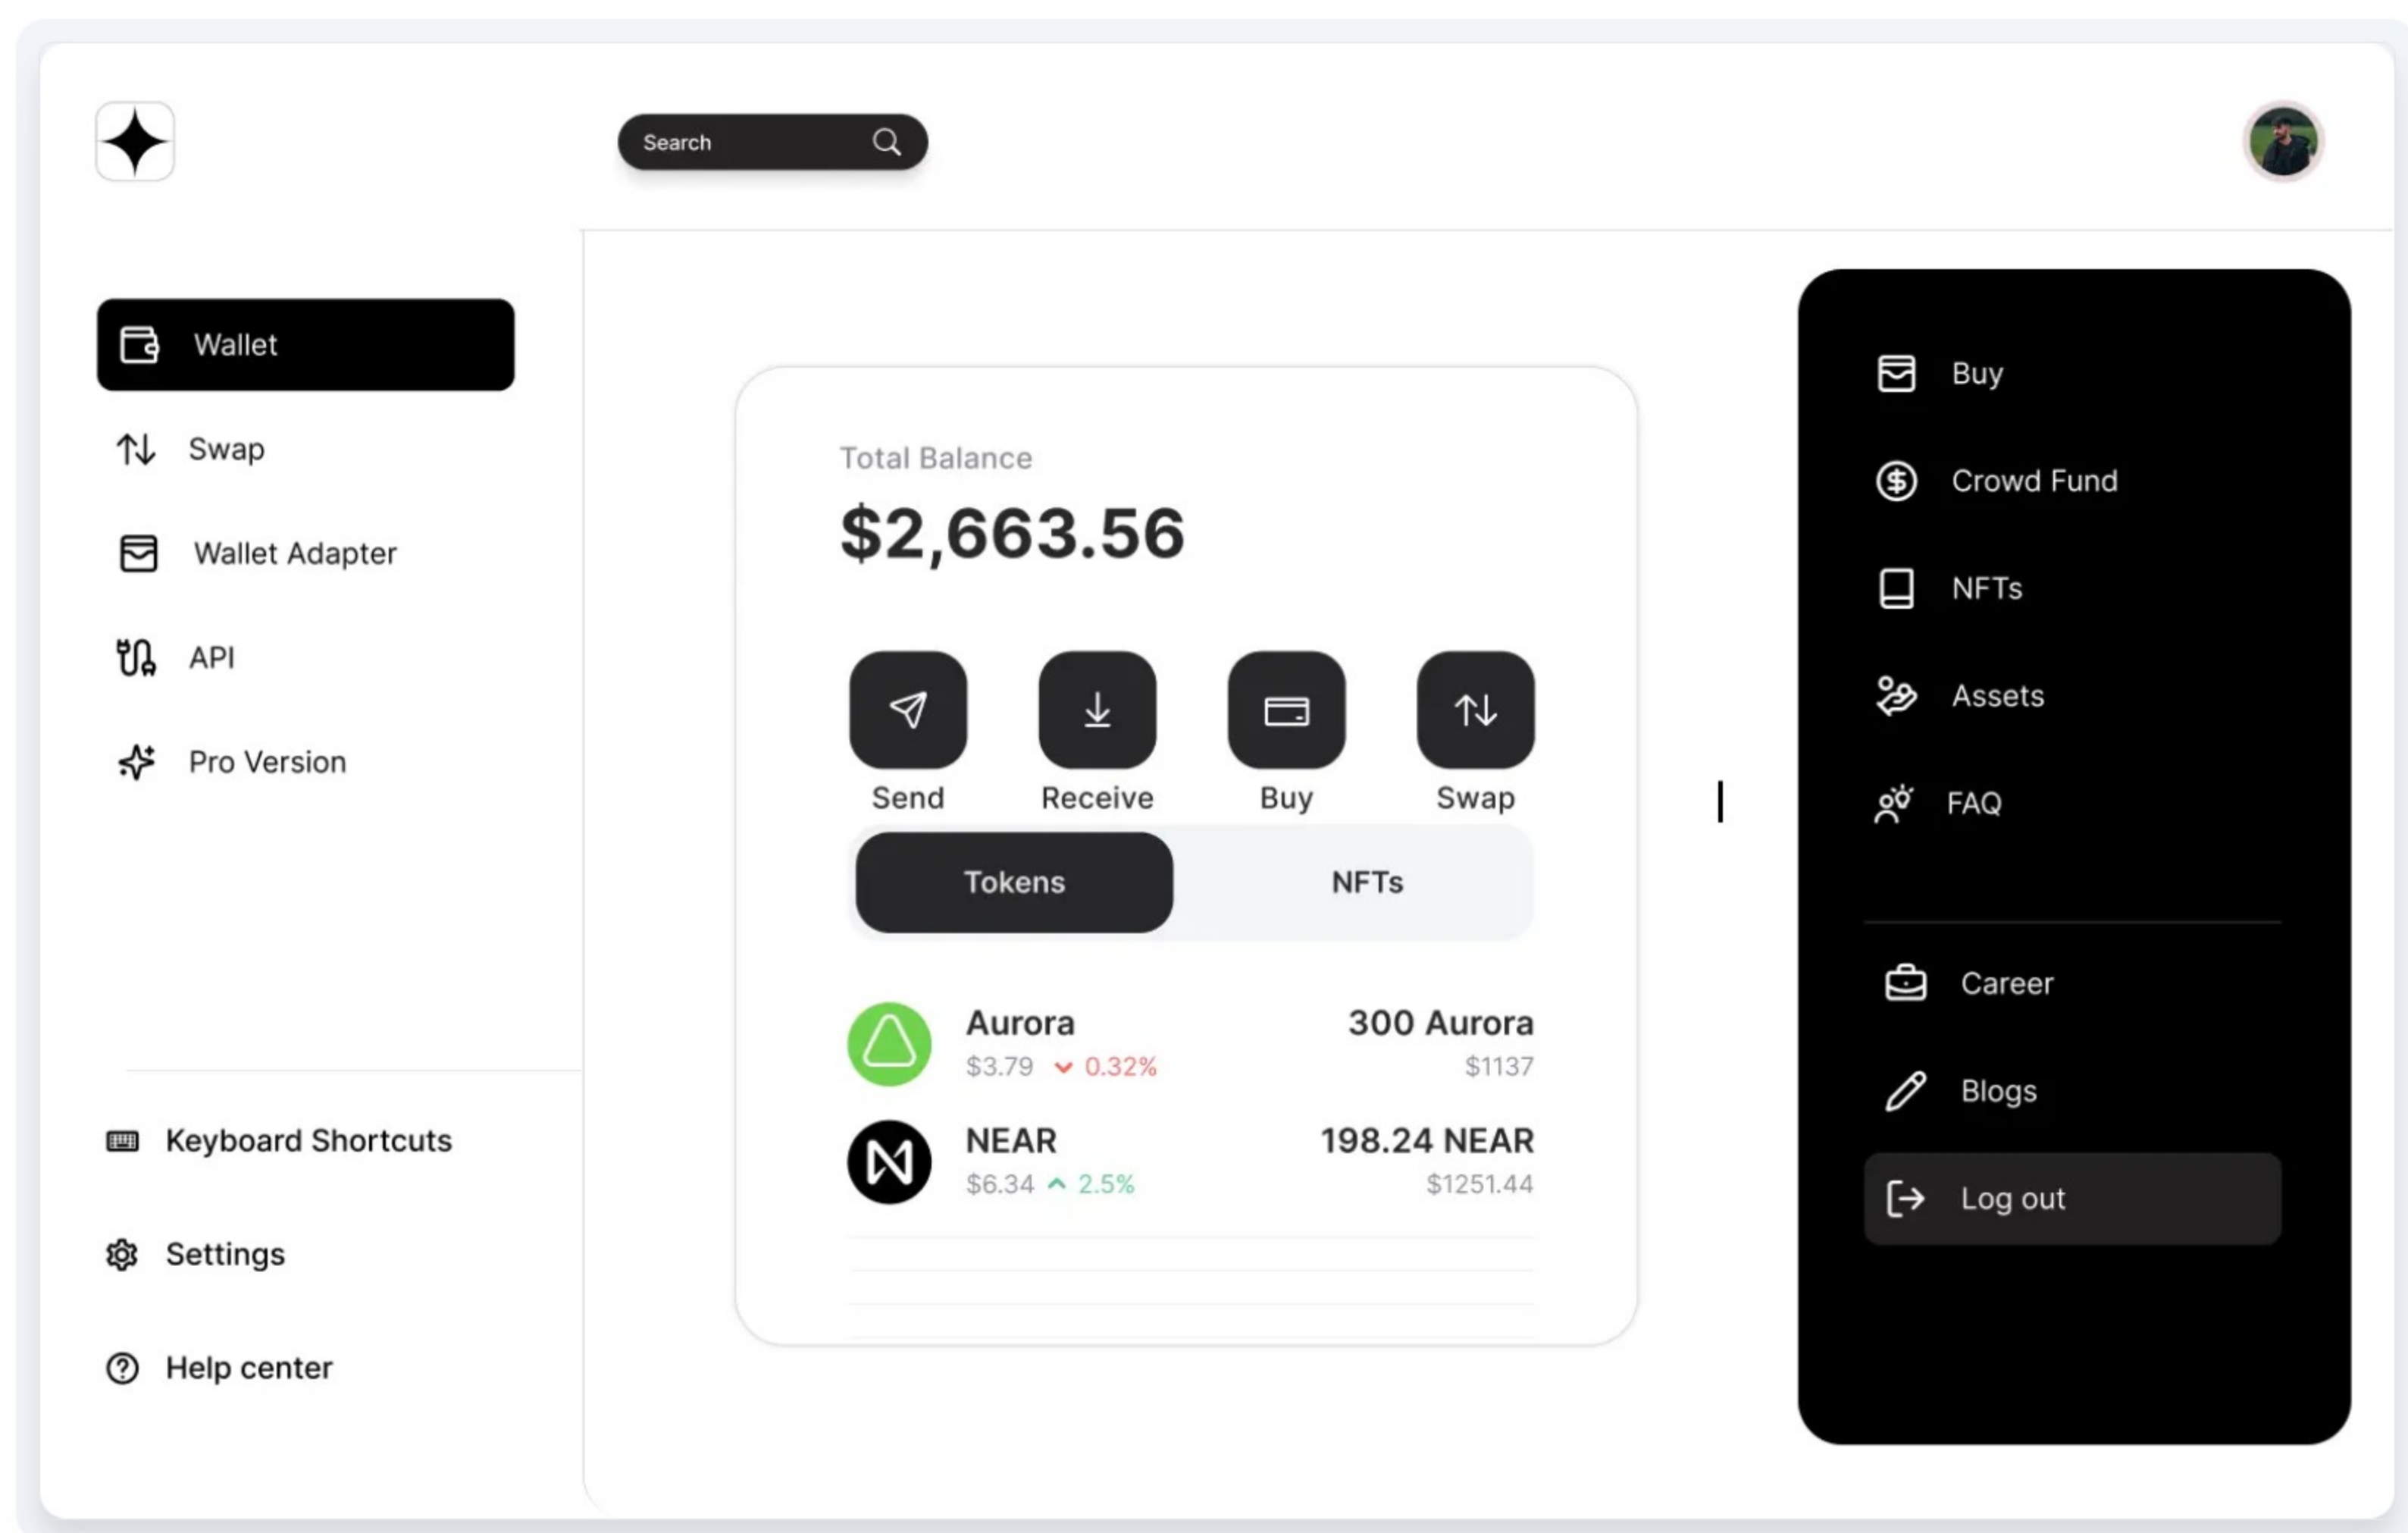 Search
Wallet
Swap
Wallet Adapter
API
Pro Version
Keyboard Shortcuts
Settings
Help center
Total Balance
$2,663.56
Send Receive Buy Swap
Tokens NFTs
Aurora 300 Aurora
$3.79 0.32% $1137
NEAR 198.24 NEAR
$6.34 2.5% $1251.44
Buy
Crowd Fund
NFTs
Assets
FAQ
Career
Blogs
Log out